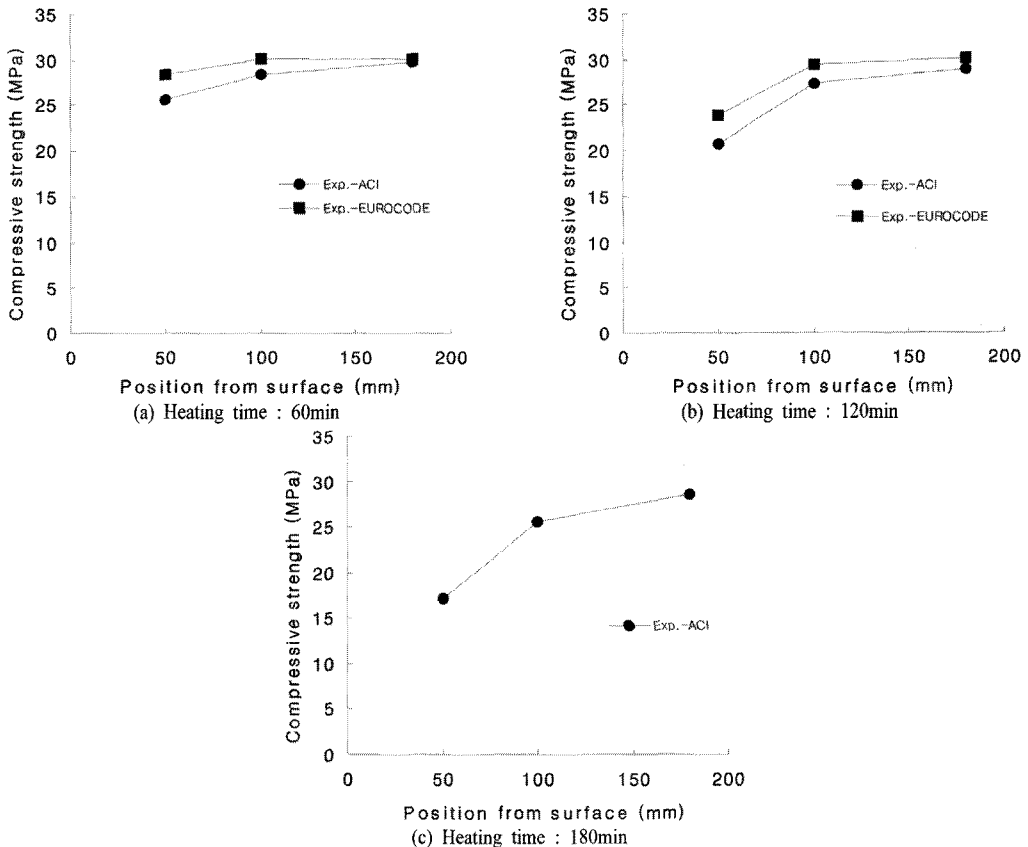 35
30
25
20
15
10
5
0
Compressive strength (MPa)
Exp.-ACI
Exp.-EUROCODE
0 50 100 150 200
Position from surface (mm)
(a) Heating time : 60min
35
30
25
20
15
10
5
0
Compressive strength (MPa)
Exp.-ACI
Exp.-EUROCODE
0 50 100 150 200
Position from surface (mm)
(b) Heating time : 120min
35
30
25
20
15
10
5
0
Compressive strength (MPa)
Exp.-ACI
0 50 100 150 200
Position from surface (mm)
(c) Heating time : 180min